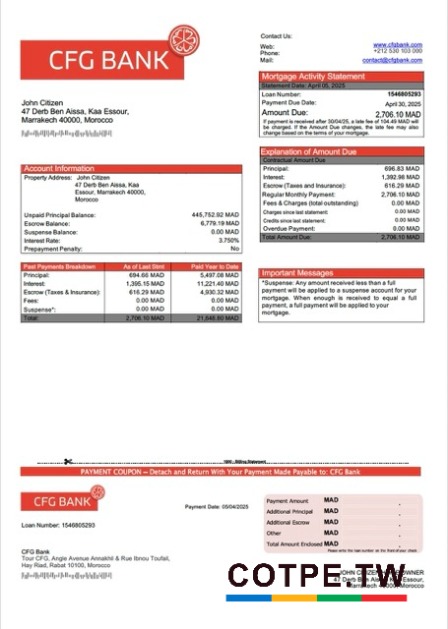 CFG BANK
Contact Us:
Web: www.cfgbank.com
Phone: +212 530 103 000
Mail: contact@cfgbank.com
Mortgage Activity Statement
Statement Date: April 05, 2025
Loan Number: 1546805293
Payment Due Date: April 30, 2025
Amount Due: 2,706.10 MAD
If payment is received after 30/04/25, a late fee of 104.49 MAD will
be charged. If the Amount Due changes, the late fee may also
change based on the terms of your mortgage.
John Citizen
47 Derb Ben Aissa, Kaa Essour,
Marrakech 40000, Morocco
Explanation of Amount Due
Contractual Amount Due
Principal: 696.83 MAD
Interest: 1,392.98 MAD
Escrow (Taxes and Insurance): 616.29 MAD
Regular Monthly Payment: 2,706.10 MAD
Fees & Charges (total outstanding): 0.00 MAD
Charges since last statement: 0.00 MAD
Credits since last statement: 0.00 MAD
Overdue Payment: 0.00 MAD
Total Amount Due: 2,706.10 MAD
Account Information
Property Address: John Citizen
47 Derb Ben Aissa, Kaa
Essour, Marrakech 40000,
Morocco
Unpaid Principal Balance: 445,752.92 MAD
Escrow Balance: 6,779.19 MAD
Suspense Balance: 0.00 MAD
Interest Rate: 3.750%
Prepayment Penalty: No
Past Payments Breakdown As of Last Stmt Paid Year to Date
Principal: 694.66 MAD 5,497.08 MAD
Interest: 1,395.15 MAD 11,221.40 MAD
Escrow (Taxes & Insurance): 616.29 MAD 4,930.32 MAD
Fees: 0.00 MAD 0.00 MAD
Suspense*: 0.00 MAD 0.00 MAD
Total: 2,706.10 MAD 21,648.80 MAD
Important Messages
*Suspense: Any amount received less than a full
payment will be applied to a suspense account for your
mortgage. When enough is received to equal a full
payment, a full payment will be applied to your
mortgage.
PAYMENT COUPON – Detach and Return With Your Payment Made Payable to: CFG Bank
CFG BANK
Payment Date: 05/04/2025
Loan Number: 1546805293
Payment Amount MAD
Additional Principal MAD
Additional Escrow MAD
Other MAD
Total Amount Enclosed MAD
Please write the loan number on the front of your check.
CFG Bank
Tour CFG, Angle Avenue Annakhil & Rue Ibnou Toufail,
Hay Riad, Rabat 10100, Morocco
COTPE.TW